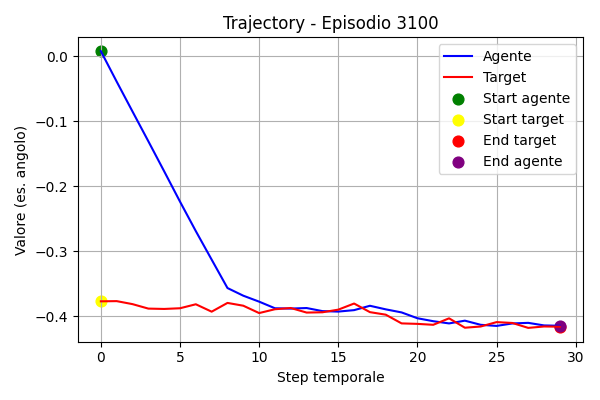 Trajectory - Episodio 3100
Valore (es. angolo)
0.0
−0.1
−0.2
−0.3
−0.4
Agente
Target
Start agente
Start target
End target
End agente
0 5 10 15 20 25 30
Step temporale